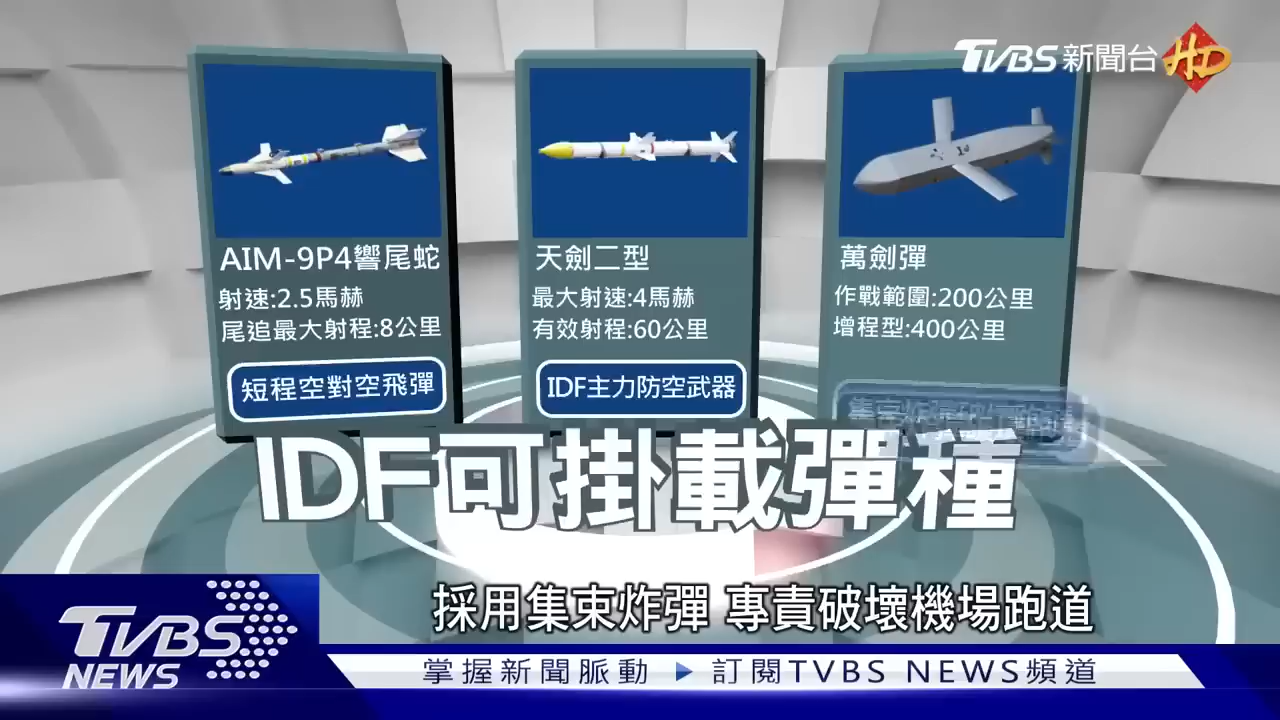 TVBS新聞台HD
AIM-9P4響尾蛇
射速:2.5馬赫
尾追最大射程:8公里
短程空對空飛彈
天劍二型
最大射速:4馬赫
有效射程:60公里
IDF主力防空武器
萬劍彈
作戰範圍:200公里
增程型:400公里
IDF可掛載彈種
採用集束炸彈 專責破壞機場跑道
TVBS
NEWS
掌握新聞脈動 ▶ 訂閱TVBS NEWS頻道